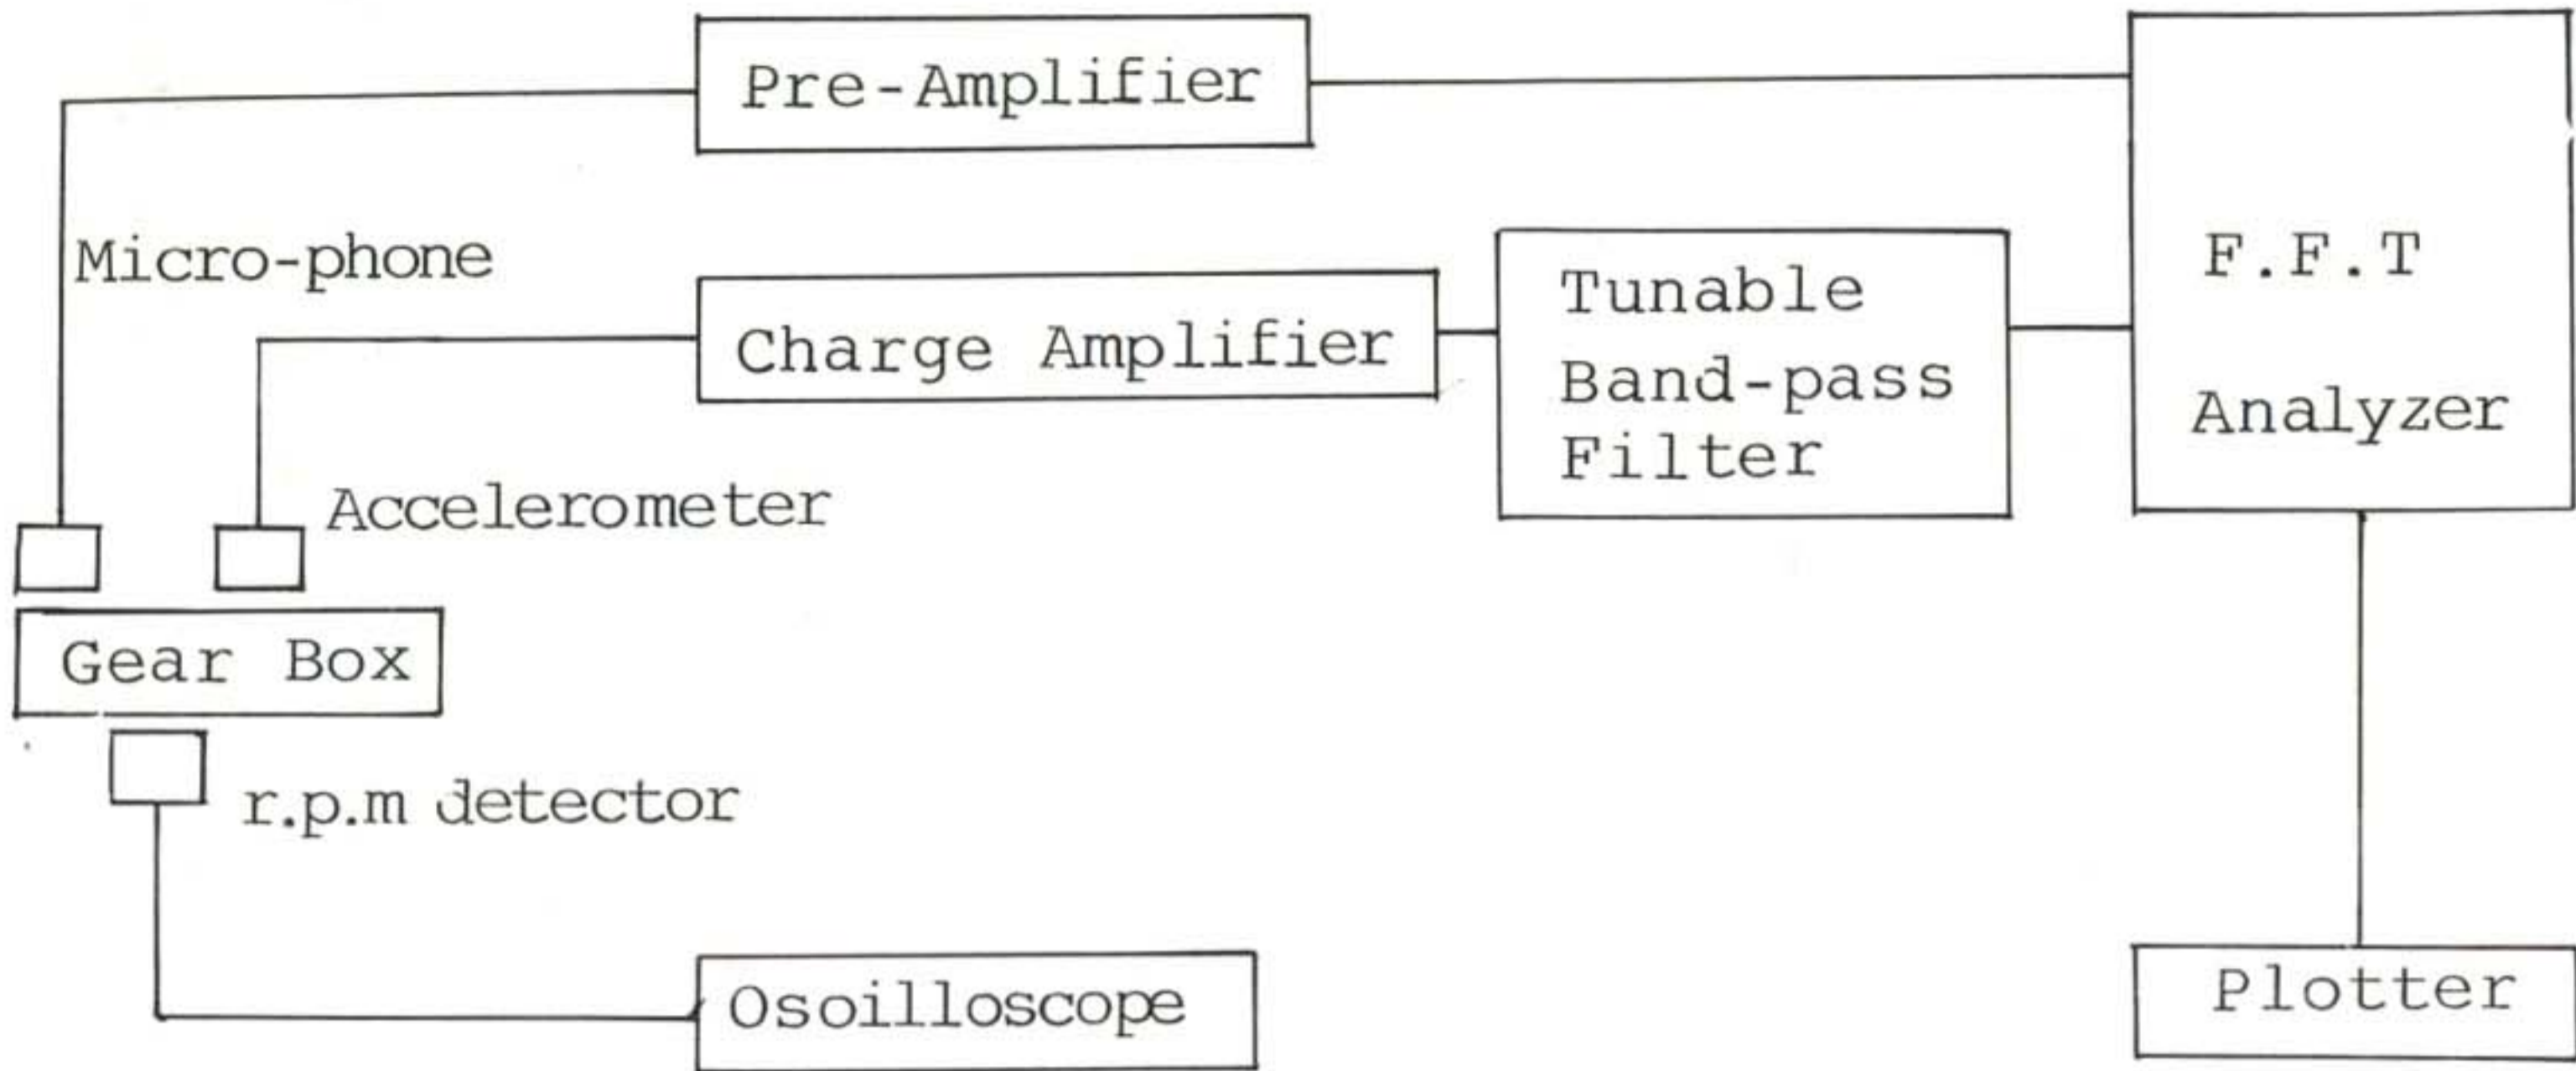 Pre-Amplifier
Micro-phone
Charge Amplifier
Tunable
Band-pass
Filter
F.F.T
Analyzer
Accelerometer
Gear Box
r.p.m detector
Osoilloscope
Plotter